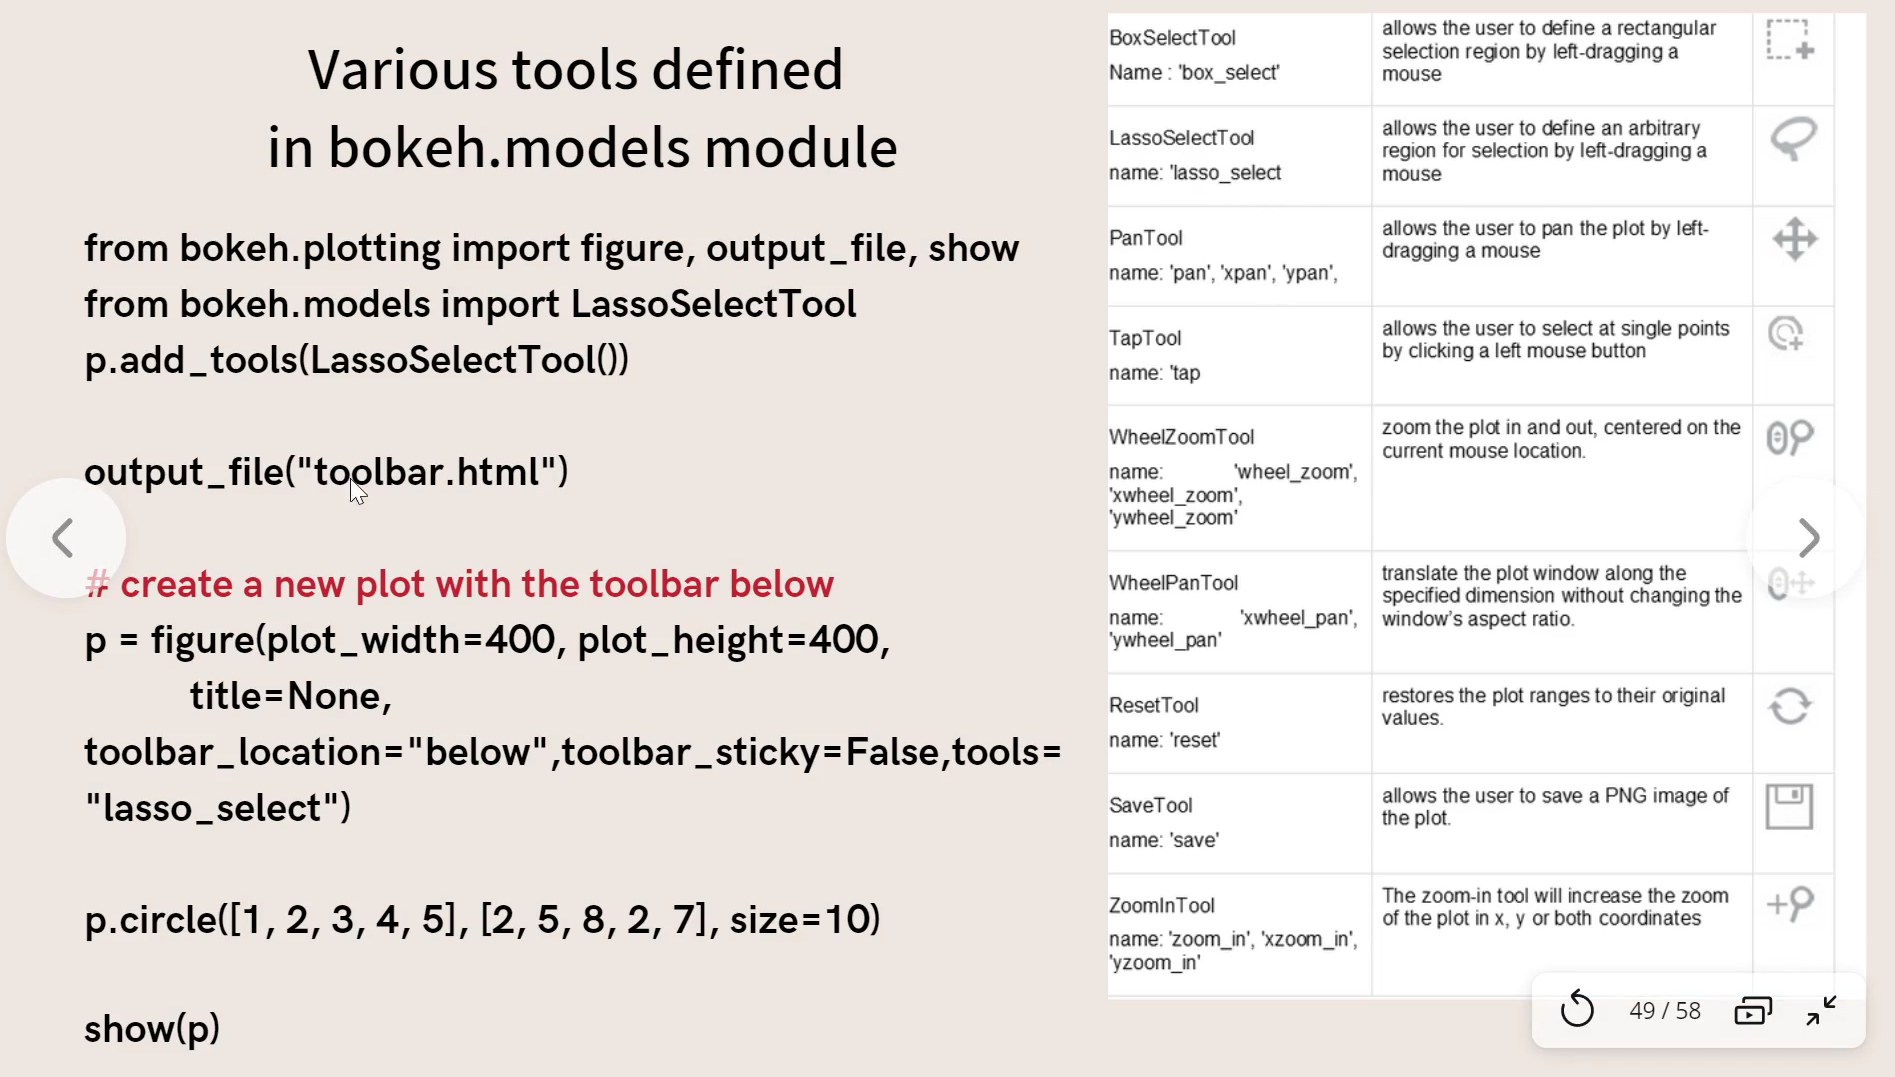 Various tools defined
in bokeh.models module
from bokeh.plotting import figure, output_file, show
from bokeh.models import LassoSelectTool
p.add_tools(LassoSelectTool())
output_file("toolbar.html")
# create a new plot with the toolbar below
p = figure(plot_width=400, plot_height=400,
title=None,
toolbar_location="below",toolbar_sticky=False,tools=
"lasso_select")
p.circle([1, 2, 3, 4, 5], [2, 5, 8, 2, 7], size=10)
show(p)
BoxSelectTool
Name : 'box_select'
allows the user to define a rectangular
selection region by left-dragging a
mouse
LassoSelectTool
name: 'lasso_select
allows the user to define an arbitrary
region for selection by left-dragging a
mouse
PanTool
name: 'pan', 'xpan', 'ypan',
allows the user to pan the plot by left-
dragging a mouse
TapTool
name: 'tap
allows the user to select at single points
by clicking a left mouse button
WheelZoomTool
name: 'wheel_zoom',
'xwheel_zoom',
'ywheel_zoom'
zoom the plot in and out, centered on the
current mouse location.
WheelPanTool
name: 'xwheel_pan',
'ywheel_pan'
translate the plot window along the
specified dimension without changing the
window’s aspect ratio.
ResetTool
name: 'reset'
restores the plot ranges to their original
values.
SaveTool
name: 'save'
allows the user to save a PNG image of
the plot.
ZoomInTool
name: 'zoom_in', 'xzoom_in',
'yzoom_in'
The zoom-in tool will increase the zoom
of the plot in x, y or both coordinates
49 / 58